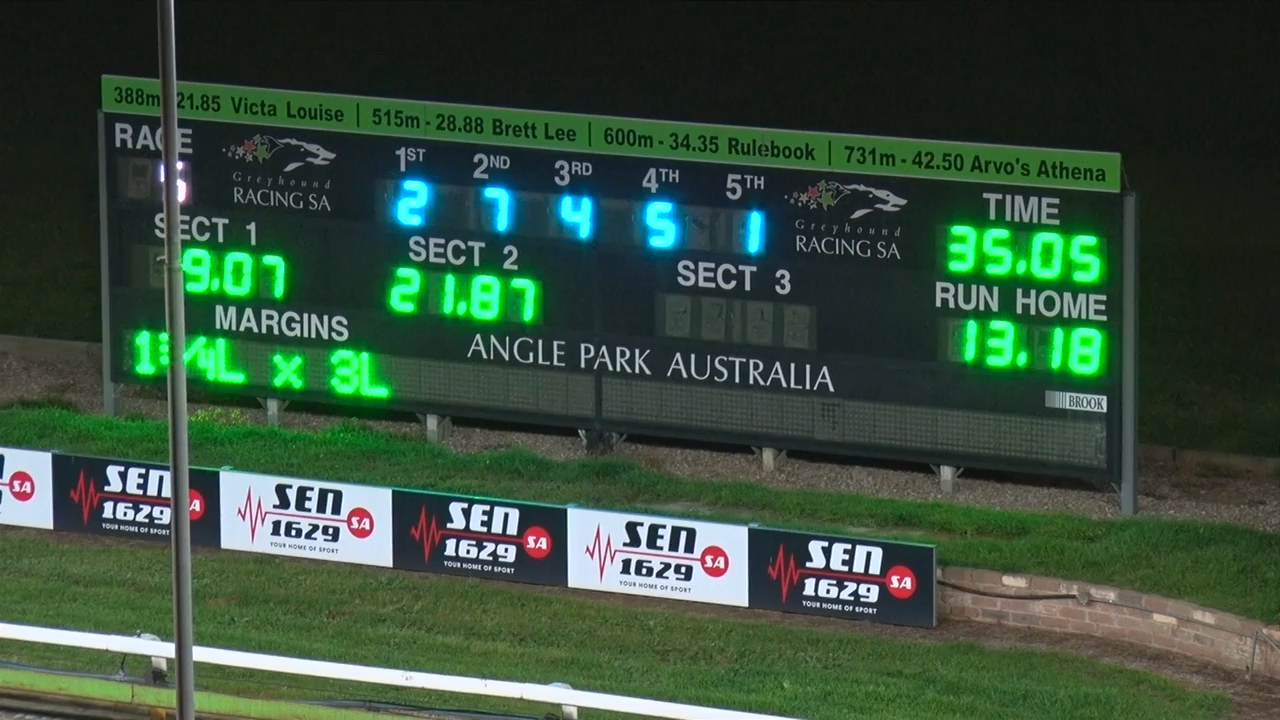 388m 21.85 Victa Louise | 515m - 28.88 Brett Lee | 600m - 34.35 Rulebook | 731m - 42.50 Arvo's Athena
RACE
Greyhound
RACING SA
1ST 2ND 3RD 4TH 5TH
2 7 4 5 1
Greyhound
RACING SA
TIME
35.05
SECT 1
9.07
SECT 2
21.87
SECT 3
RUN HOME
13.18
MARGINS
1 3/4L x 3L
ANGLE PARK AUSTRALIA
BROOK
SA
SEN
1629
SA
YOUR HOME OF SPORT
SEN
1629
SA
YOUR HOME OF SPORT
SEN
1629
SA
YOUR HOME OF SPORT
SEN
1629
SA
YOUR HOME OF SPORT
SEN
1629
SA
YOUR HOME OF SPORT